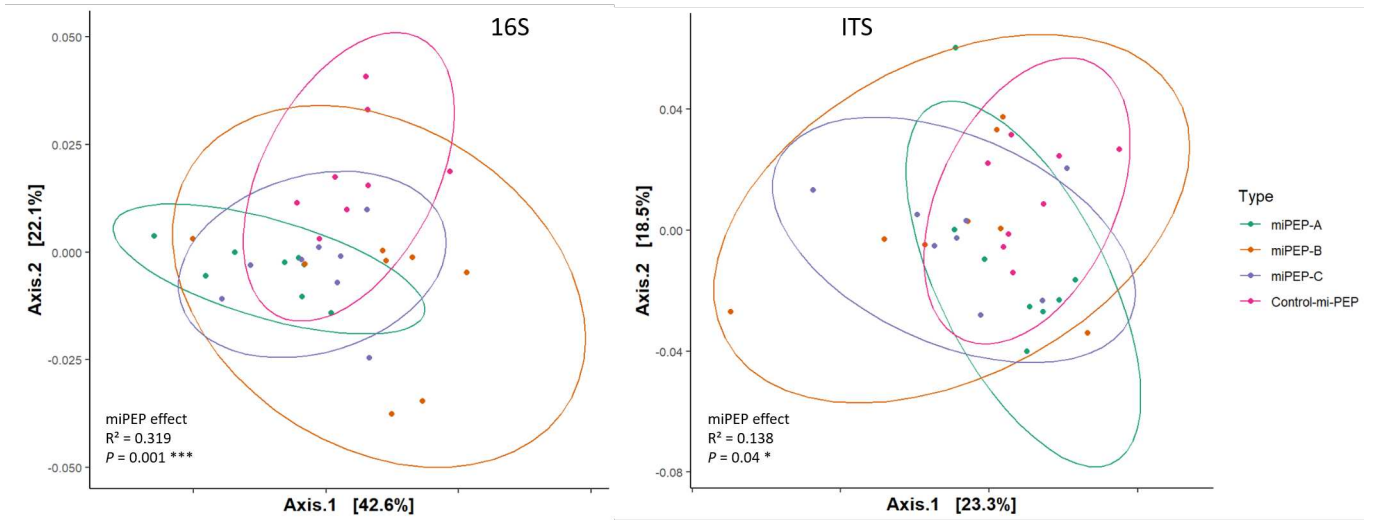 16S
0.050
0.025
0.000
-0.025
-0.050
Axis.2 [22.1%]
miPEP effect
R² = 0.319
P = 0.001 ***
Axis.1 [42.6%]
ITS
0.04
0.00
-0.04
-0.08
Axis.2 [18.5%]
miPEP effect
R² = 0.138
P = 0.04 *
Axis.1 [23.3%]
Type
miPEP-A
miPEP-B
miPEP-C
Control-mi-PEP